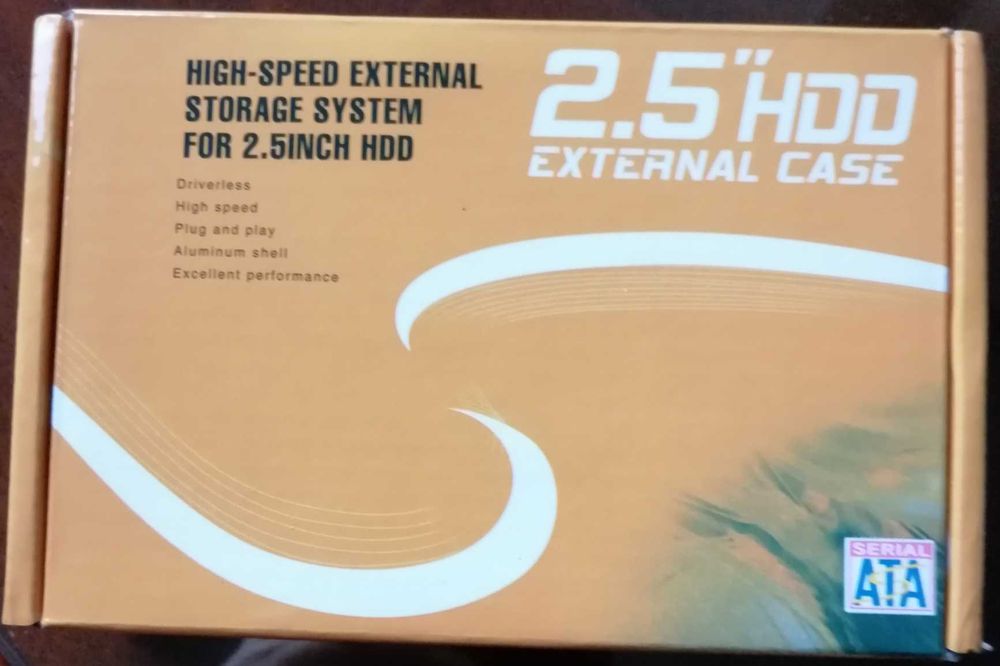 HIGH-SPEED EXTERNAL
STORAGE SYSTEM
FOR 2.5INCH HDD
Driverless
High speed
Plug and play
Aluminum shell
Excellent performance
2.5"HDD
EXTERNAL CASE
SERIAL
ATA